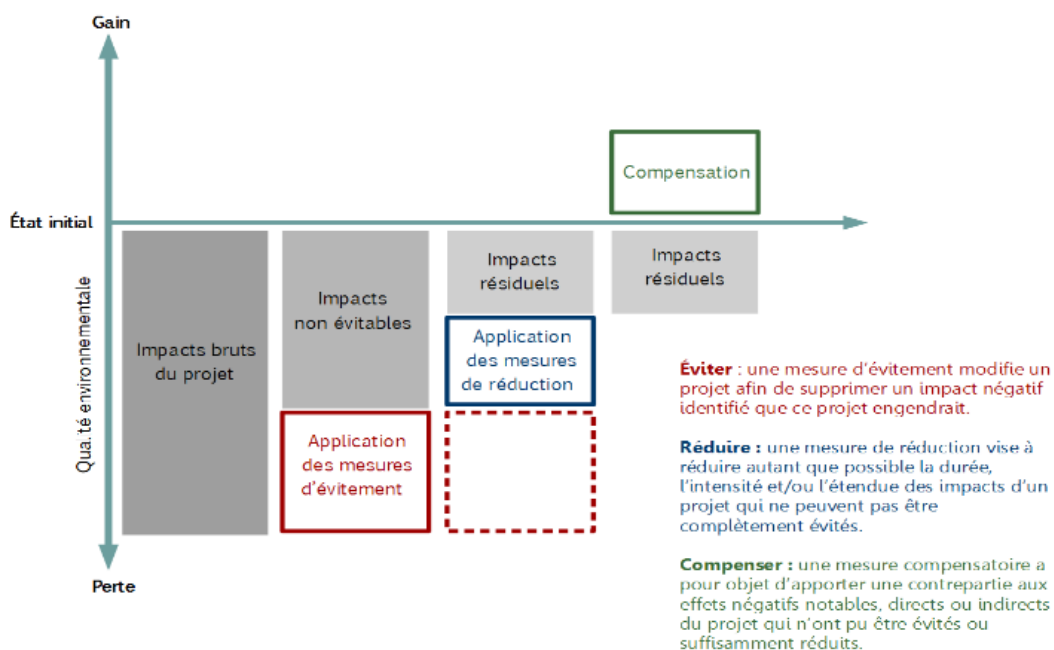 Gain
Compensation
État initial
Impacts bruts
du projet
Impacts
non évitables
Impacts
résiduels
Impacts
résiduels
Application
des mesures
de réduction
Application
des mesures
d'évitement
Qua.té environnementale
Perte
Éviter : une mesure d'évitement modifie un
projet afin de supprimer un impact négatif
identifié que ce projet engendrait.
Réduire : une mesure de réduction vise à
réduire autant que possible la durée,
l'intensité et/ou l'étendue des impacts d'un
projet qui ne peuvent pas être
complètement évités.
Compenser : une mesure compensatoire a
pour objet d'apporter une contrepartie aux
effets négatifs notables, directs ou indirects
du projet qui n'ont pu être évités ou
suffisamment réduits.